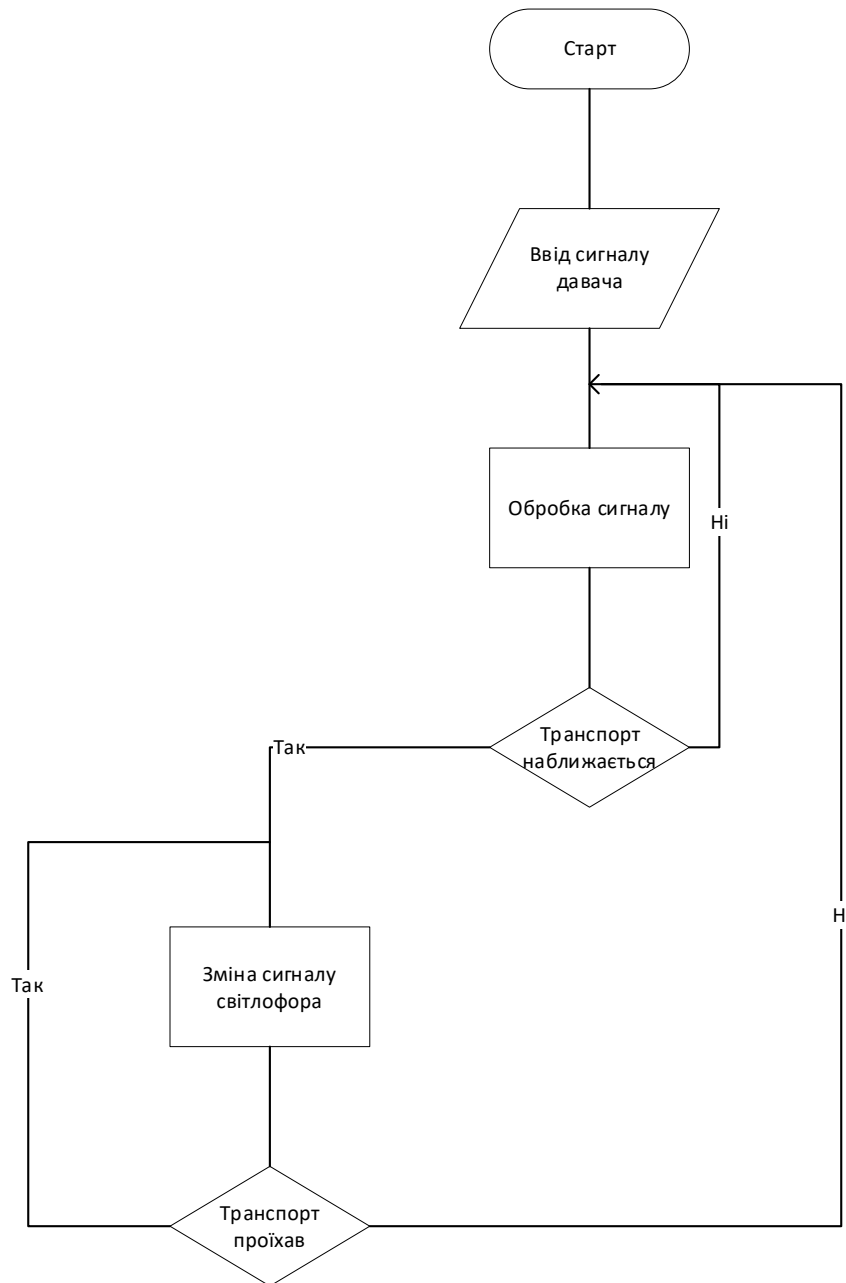 Старт
Ввід сигналу
давача
Обробка сигналу
Ні
Транспорт
наближається
Так
Н
Зміна сигналу
світлофора
Так
Транспорт
проїхав